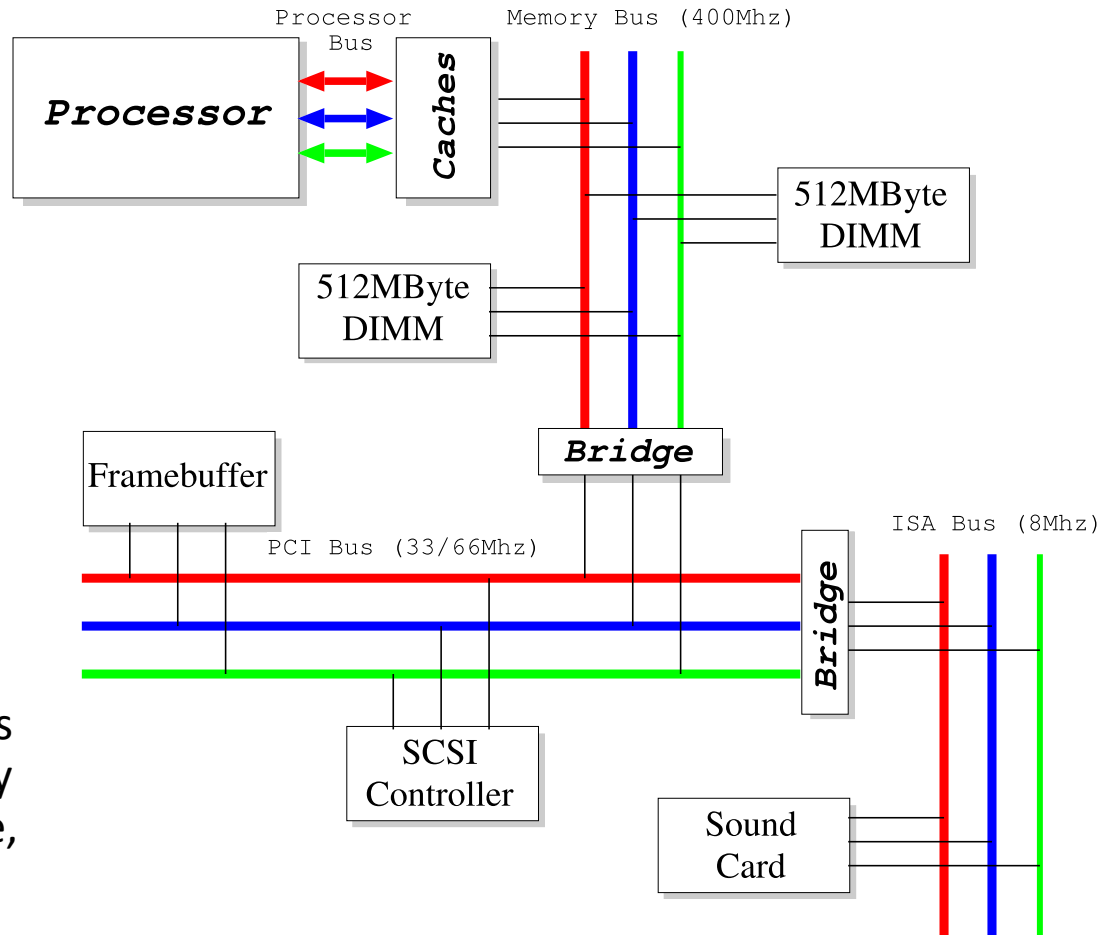 Processor
Bus
Memory Bus (400Mhz)
Processor
Caches
512MByte
DIMM
512MByte
DIMM
Bridge
Framebuffer
PCI Bus (33/66Mhz)
ISA Bus (8Mhz)
Bridge
SCSI
Controller
Sound
Card